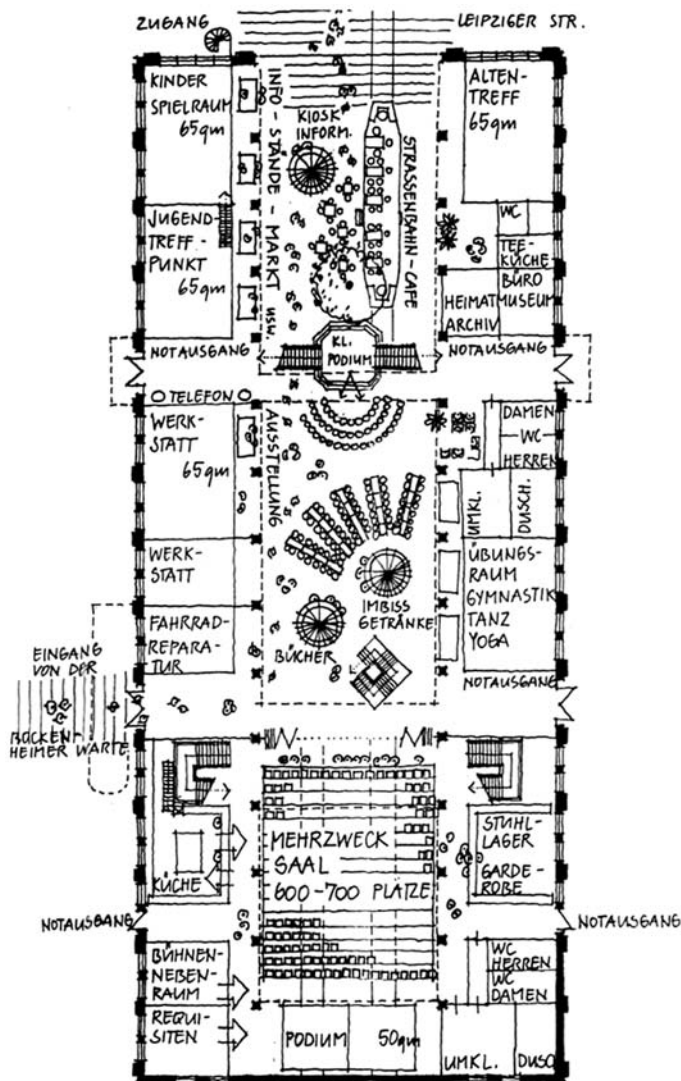 ZUGANG
LEIPZIGER STR.
KINDER
SPIELRAUM
65qm
INFO-STÄNDE-MARKT USW.
KIOSK
INFORM.
STRASSENBAHN-CAFE
ALTEN-
TREFF
65qm
JUGEND-
TREFF-
PUNKT
65qm
WC
TEE-
KÜCHE
BÜRO
HEIMATMUSEUM
ARCHIV
KL.
PODIUM
NOTAUSGANG
NOTAUSGANG
TELEFON
WERK-
STATT
65qm
AUSSTELLUNG
DAMEN
WC
HERREN
UMKL.
DUSCH.
WERK-
STATT
ÜBUNGS-
RAUM
GYMNASTIK
TANZ
YOGA
IMBISS
GETRÄNKE
BÜCHER
FAHRRAD-
REPARA-
TUR
NOTAUSGANG
EINGANG
VON DER
BOCKEN-
HEIMER WARTE
MEHRZWECK
SAAL
600-700 PLÄTZE
KÜCHE
STUHL-
LAGER
GARDE-
ROBE
NOTAUSGANG
NOTAUSGANG
BÜHNEN-
NEBEN-
RAUM
REQUI-
SITEN
WC
HERREN
WC
DAMEN
PODIUM
50qm
UMKL.
DUSO